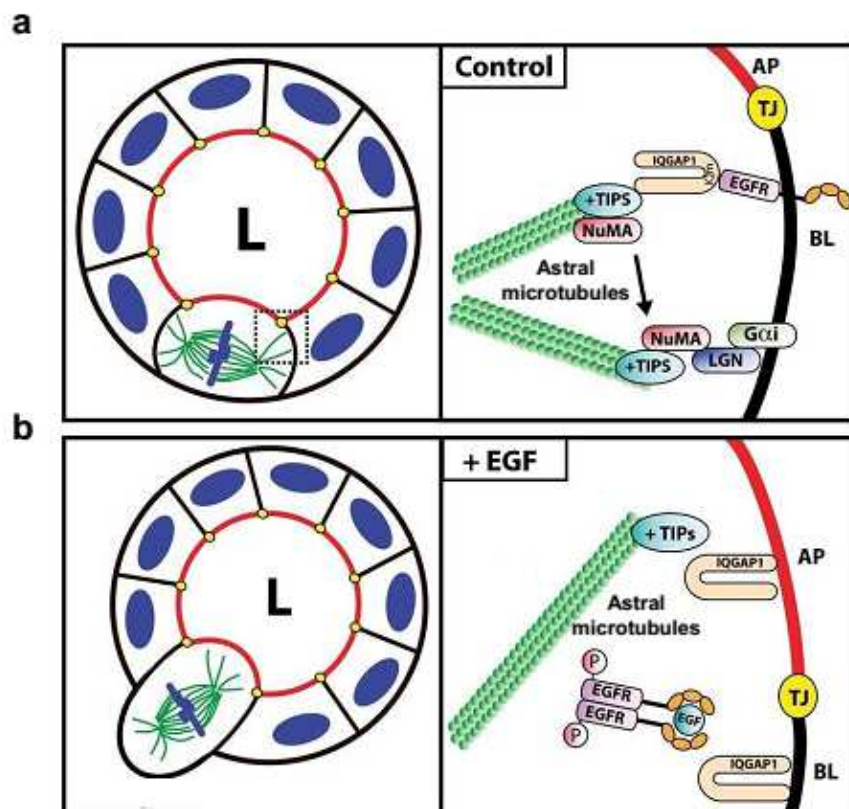 a
L
Control
AP
TJ
IQGAP1
EGFR
+TIPS
NuMA
BL
Astral
microtubules
NuMA
Gαi
+TIPS
LGN
b
L
+ EGF
+ TIPs
IQGAP1
AP
Astral
microtubules
P
EGFR
EGFR
EGF
P
TJ
IQGAP1
BL